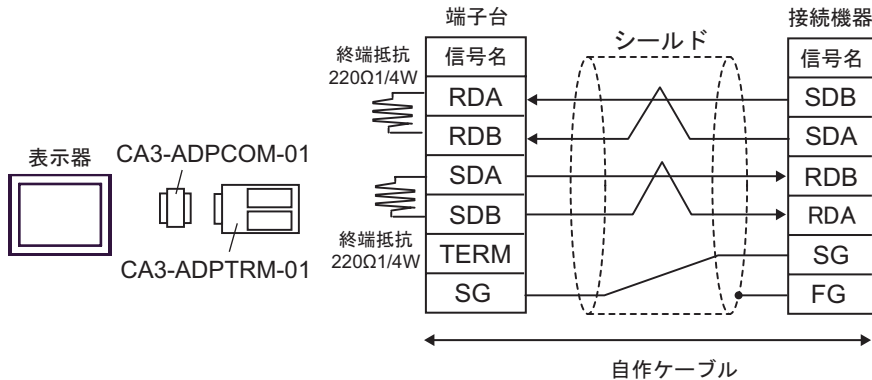 表示器
CA3-ADPCOM-01
CA3-ADPTRM-01
終端抵抗
220Ω1/4W
終端抵抗
220Ω1/4W
端子台
信号名
RDA
RDB
SDA
SDB
TERM
SG
シールド
接続機器
信号名
SDB
SDA
RDB
RDA
SG
FG
自作ケーブル